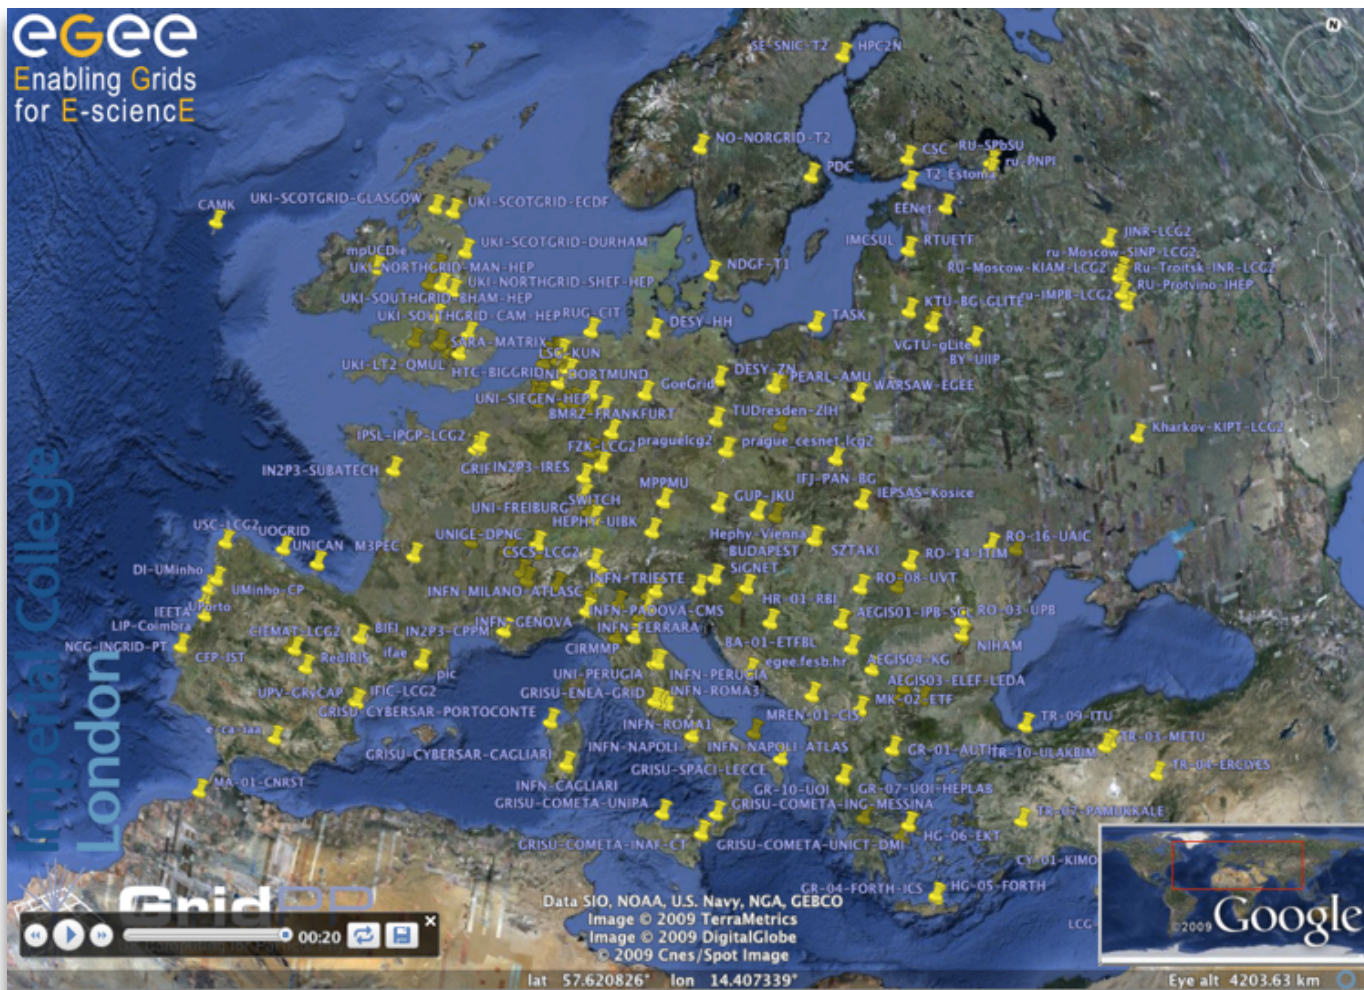 egee
Enabling Grids
for E-sciencE
N
SE-SNIC-T2
HPC2N
NO-NORGRID-T2
CSC
RU-SPbSU
ru-PNPI
PDC
T2_Estonia
UKI-SCOTGRID-GLASGOW
UKI-SCOTGRID-ECDF
CAMK
EENet
UKI-SCOTGRID-DURHAM
IMCSUL
RTUETF
JINR-LCG2
mpUCDie
ru-Moscow-SINP-LCG2
UKI-NORTHGRID-MAN-HEP
NDGF-T1
RU-Moscow-KIAM-LCG2
Ru-Troitsk-INR-LCG2
UKI-NORTHGRID-SHEF-HEP
RU-Protvino-IHEP
UKI-SOUTHGRID-BHAM-HEP
ru-IMPB-LCG2
UKI-SOUTHGRID-CAM-HEP
RUG-CIT
DESY-HH
TASK
KTU-BG-GLITE
SARA-MATRIX
LSG-KUN
VGTU-gLite
BY-UIIP
UKI-LT2-QMUL
HTC-BIGGRID
UNI-DORTMUND
GoeGrid
DESY-ZN
PEARL-AMU
WARSAW-EGEE
UNI-SIEGEN-HEP
BMRZ-FRANKFURT
TUDresden-ZIH
Kharkov-KIPT-LCG2
IPSL-IPGP-LCG2
FZK-LCG2
praguelcg2
prague_cesnet_lcg2
IN2P3-SUBATECH
GRIF
IN2P3-IRES
IFJ-PAN-BG
MPPMU
UNI-FREIBURG
SWITCH
GUP-JKU
IEPSAS-Kosice
USC-LCG2
UOGRID
HEPHY-UIBK
UNICAN
M3PEC
UNIGE-DPNC
CSCS-LCG2
Hephy-Vienna
BUDAPEST
SZTAKI
RO-16-UAIC
RO-14-ITIM
DI-UMinho
UMinho-CP
INFN-TRIESTE
SiGNET
RO-08-UVT
INFN-MILANO-ATLASC
HR-01-RBI
IEETA
UPorto
LIP-Coimbra
INFN-PADOVA-CMS
AEGIS01-IPB-SCL
RO-03-UPB
CIEMAT-LCG2
BIFI
IN2P3-CPPM
INFN-GENOVA
INFN-FERRARA
NCG-INGRID-PT
CFP-IST
ifae
CIRMMP
BA-01-ETFBL
NIHAM
RedIRIS
pic
UNI-PERUGIA
INFN-PERUGIA
egee.fesb.hr
AEGIS04-KG
UPV-GRyCAP
IFIC-LCG2
GRISU-ENEA-GRID
INFN-ROMA3
AEGIS03-ELEF-LEDA
MK-02-ETF
GRISU-CYBERSAR-PORTOCONTE
MREN-01-CIS
e-ca-iaa
INFN-ROMA1
TR-09-ITU
TR-03-METU
GRISU-CYBERSAR-CAGLIARI
INFN-NAPOLI
INFN-NAPOLI-ATLAS
GR-01-AUTH
TR-10-ULAKBIM
GRISU-SPACI-LECCE
TR-04-ERCIYES
MA-01-CNRST
INFN-CAGLIARI
GR-10-UOI
GR-07-UOI-HEPLAB
GRISU-COMETA-UNIPA
GRISU-COMETA-ING-MESSINA
TR-07-PAMUKKALE
GRISU-COMETA-INAF-CT
GRISU-COMETA-UNICT-DMI
HG-06-EKT
CY-01-KIMO
GR-04-FORTH-ICS
HG-05-FORTH
LCG
Imperial College
London
GridPP
00:20
Data SIO, NOAA, U.S. Navy, NGA, GEBCO
Image © 2009 TerraMetrics
Image © 2009 DigitalGlobe
© 2009 Cnes/Spot Image
©2009 Google
lat 57.620826° lon 14.407339°
Eye alt 4203.63 km